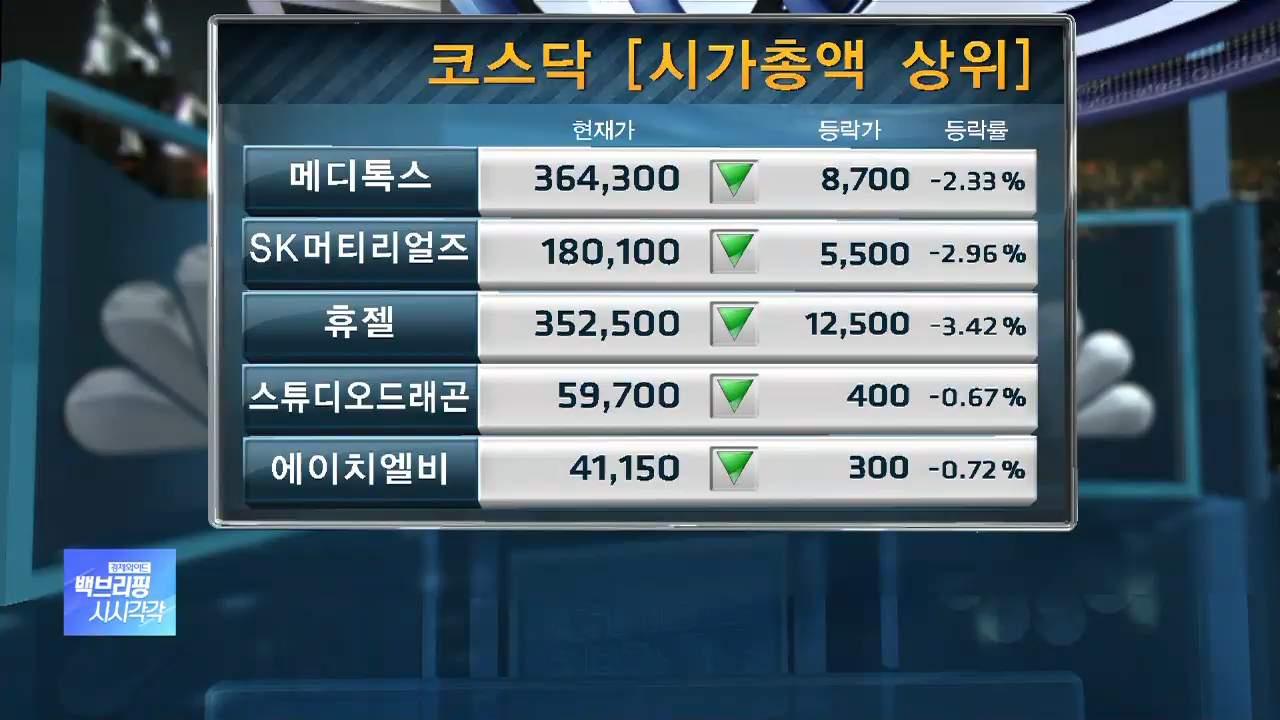 코스닥 [시가총액 상위]
현재가 등락가 등락률
메디톡스 364,300 8,700 -2.33%
SK머티리얼즈 180,100 5,500 -2.96%
휴젤 352,500 12,500 -3.42%
스튜디오드래곤 59,700 400 -0.67%
에이치엘비 41,150 300 -0.72%
경제와이드
백브리핑
시시각각